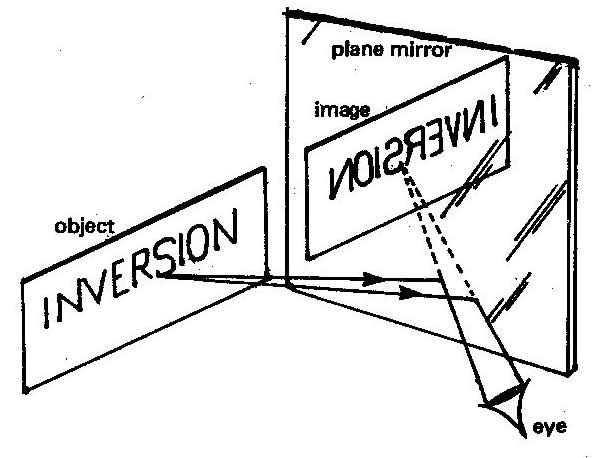 plane mirror
image
INVERSION
object
INVERSION
eye